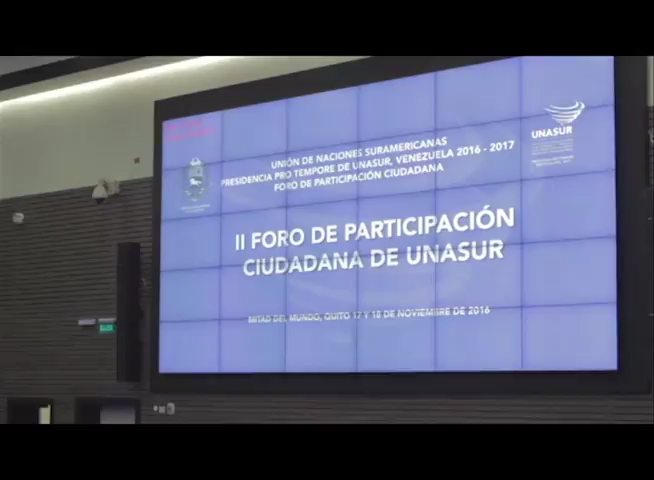 UNIÓN DE NACIONES SURAMERICANAS
PRESIDENCIA PRO TEMPORE DE UNASUR, VENEZUELA 2016 - 2017
FORO DE PARTICIPACIÓN CIUDADANA
UNASUR
II FORO DE PARTICIPACIÓN
CIUDADANA DE UNASUR
MITAD DEL MUNDO, QUITO 17 Y 18 DE NOVIEMBRE DE 2016